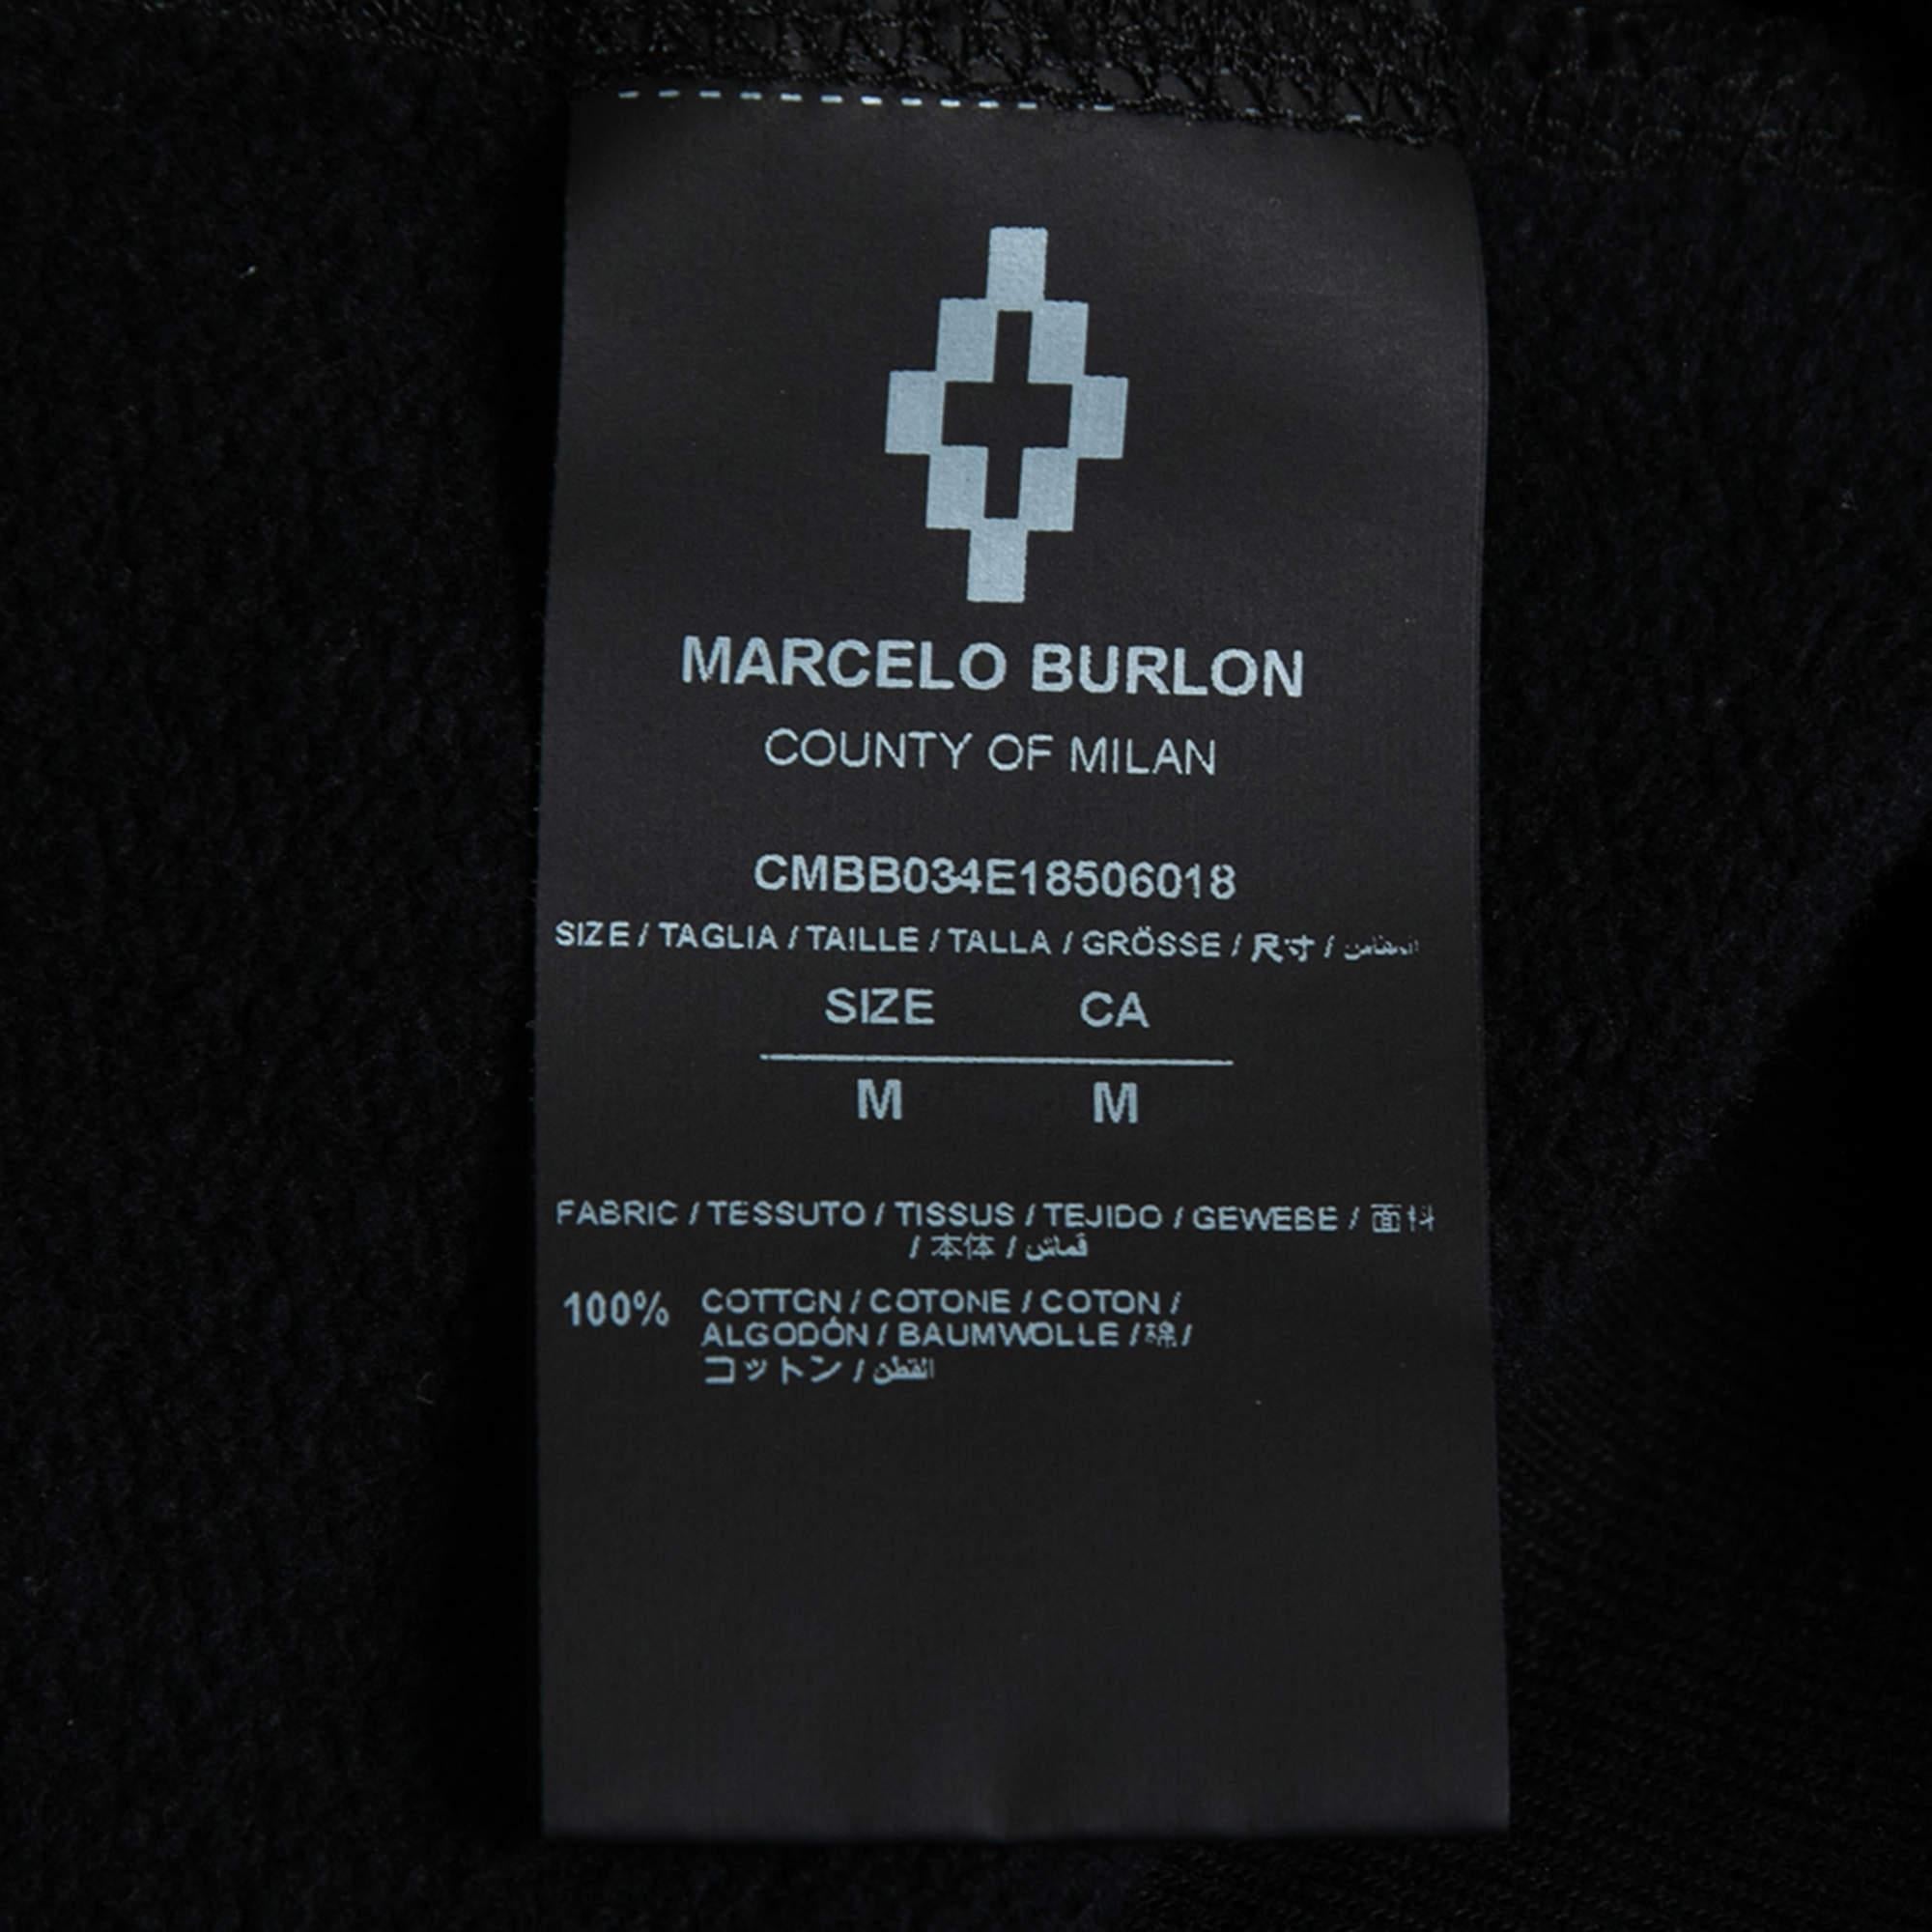 MARCELO BURLON
COUNTY OF MILAN
CMBB034E18506018
SIZE / TAGLIA / TAILLE / TALLA / GRÖSSE / 尺寸 / المقاس
SIZE CA
M M
FABRIC / TESSUTO / TISSUS / TEJIDO / GEWEBE / 面料
/ 本体 / قماش
100% COTTON / COTONE / COTON /
ALGODÓN / BAUMWOLLE / 棉 /
コットン / القطن